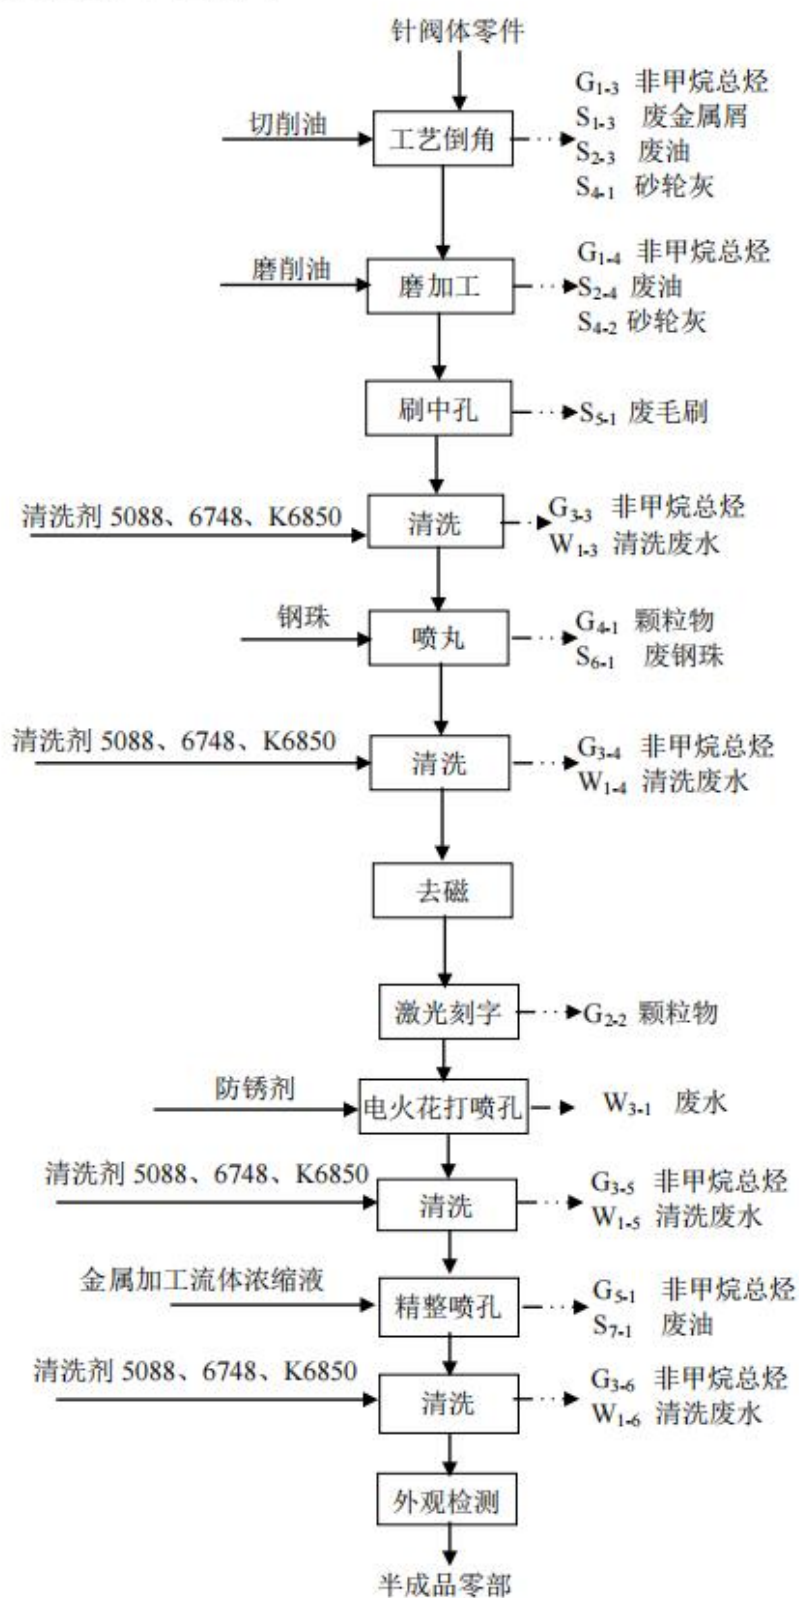 针阀体零件
G1-3 非甲烷总烃
切削油
工艺倒角
S1-3 废金属屑
S2-3 废油
S4-1 砂轮灰
G1-4 非甲烷总烃
磨削油
磨加工
S2-4 废油
S4-2 砂轮灰
刷中孔
S5-1 废毛刷
清洗剂 5088、6748、K6850
清洗
G3-3 非甲烷总烃
W1-3 清洗废水
钢珠
喷丸
G4-1 颗粒物
S6-1 废钢珠
清洗剂 5088、6748、K6850
清洗
G3-4 非甲烷总烃
W1-4 清洗废水
去磁
激光刻字
G2-2 颗粒物
防锈剂
电火花打喷孔
W3-1 废水
清洗剂 5088、6748、K6850
清洗
G3-5 非甲烷总烃
W1-5 清洗废水
金属加工流体浓缩液
精整喷孔
G5-1 非甲烷总烃
S7-1 废油
清洗剂 5088、6748、K6850
清洗
G3-6 非甲烷总烃
W1-6 清洗废水
外观检测
半成品零部